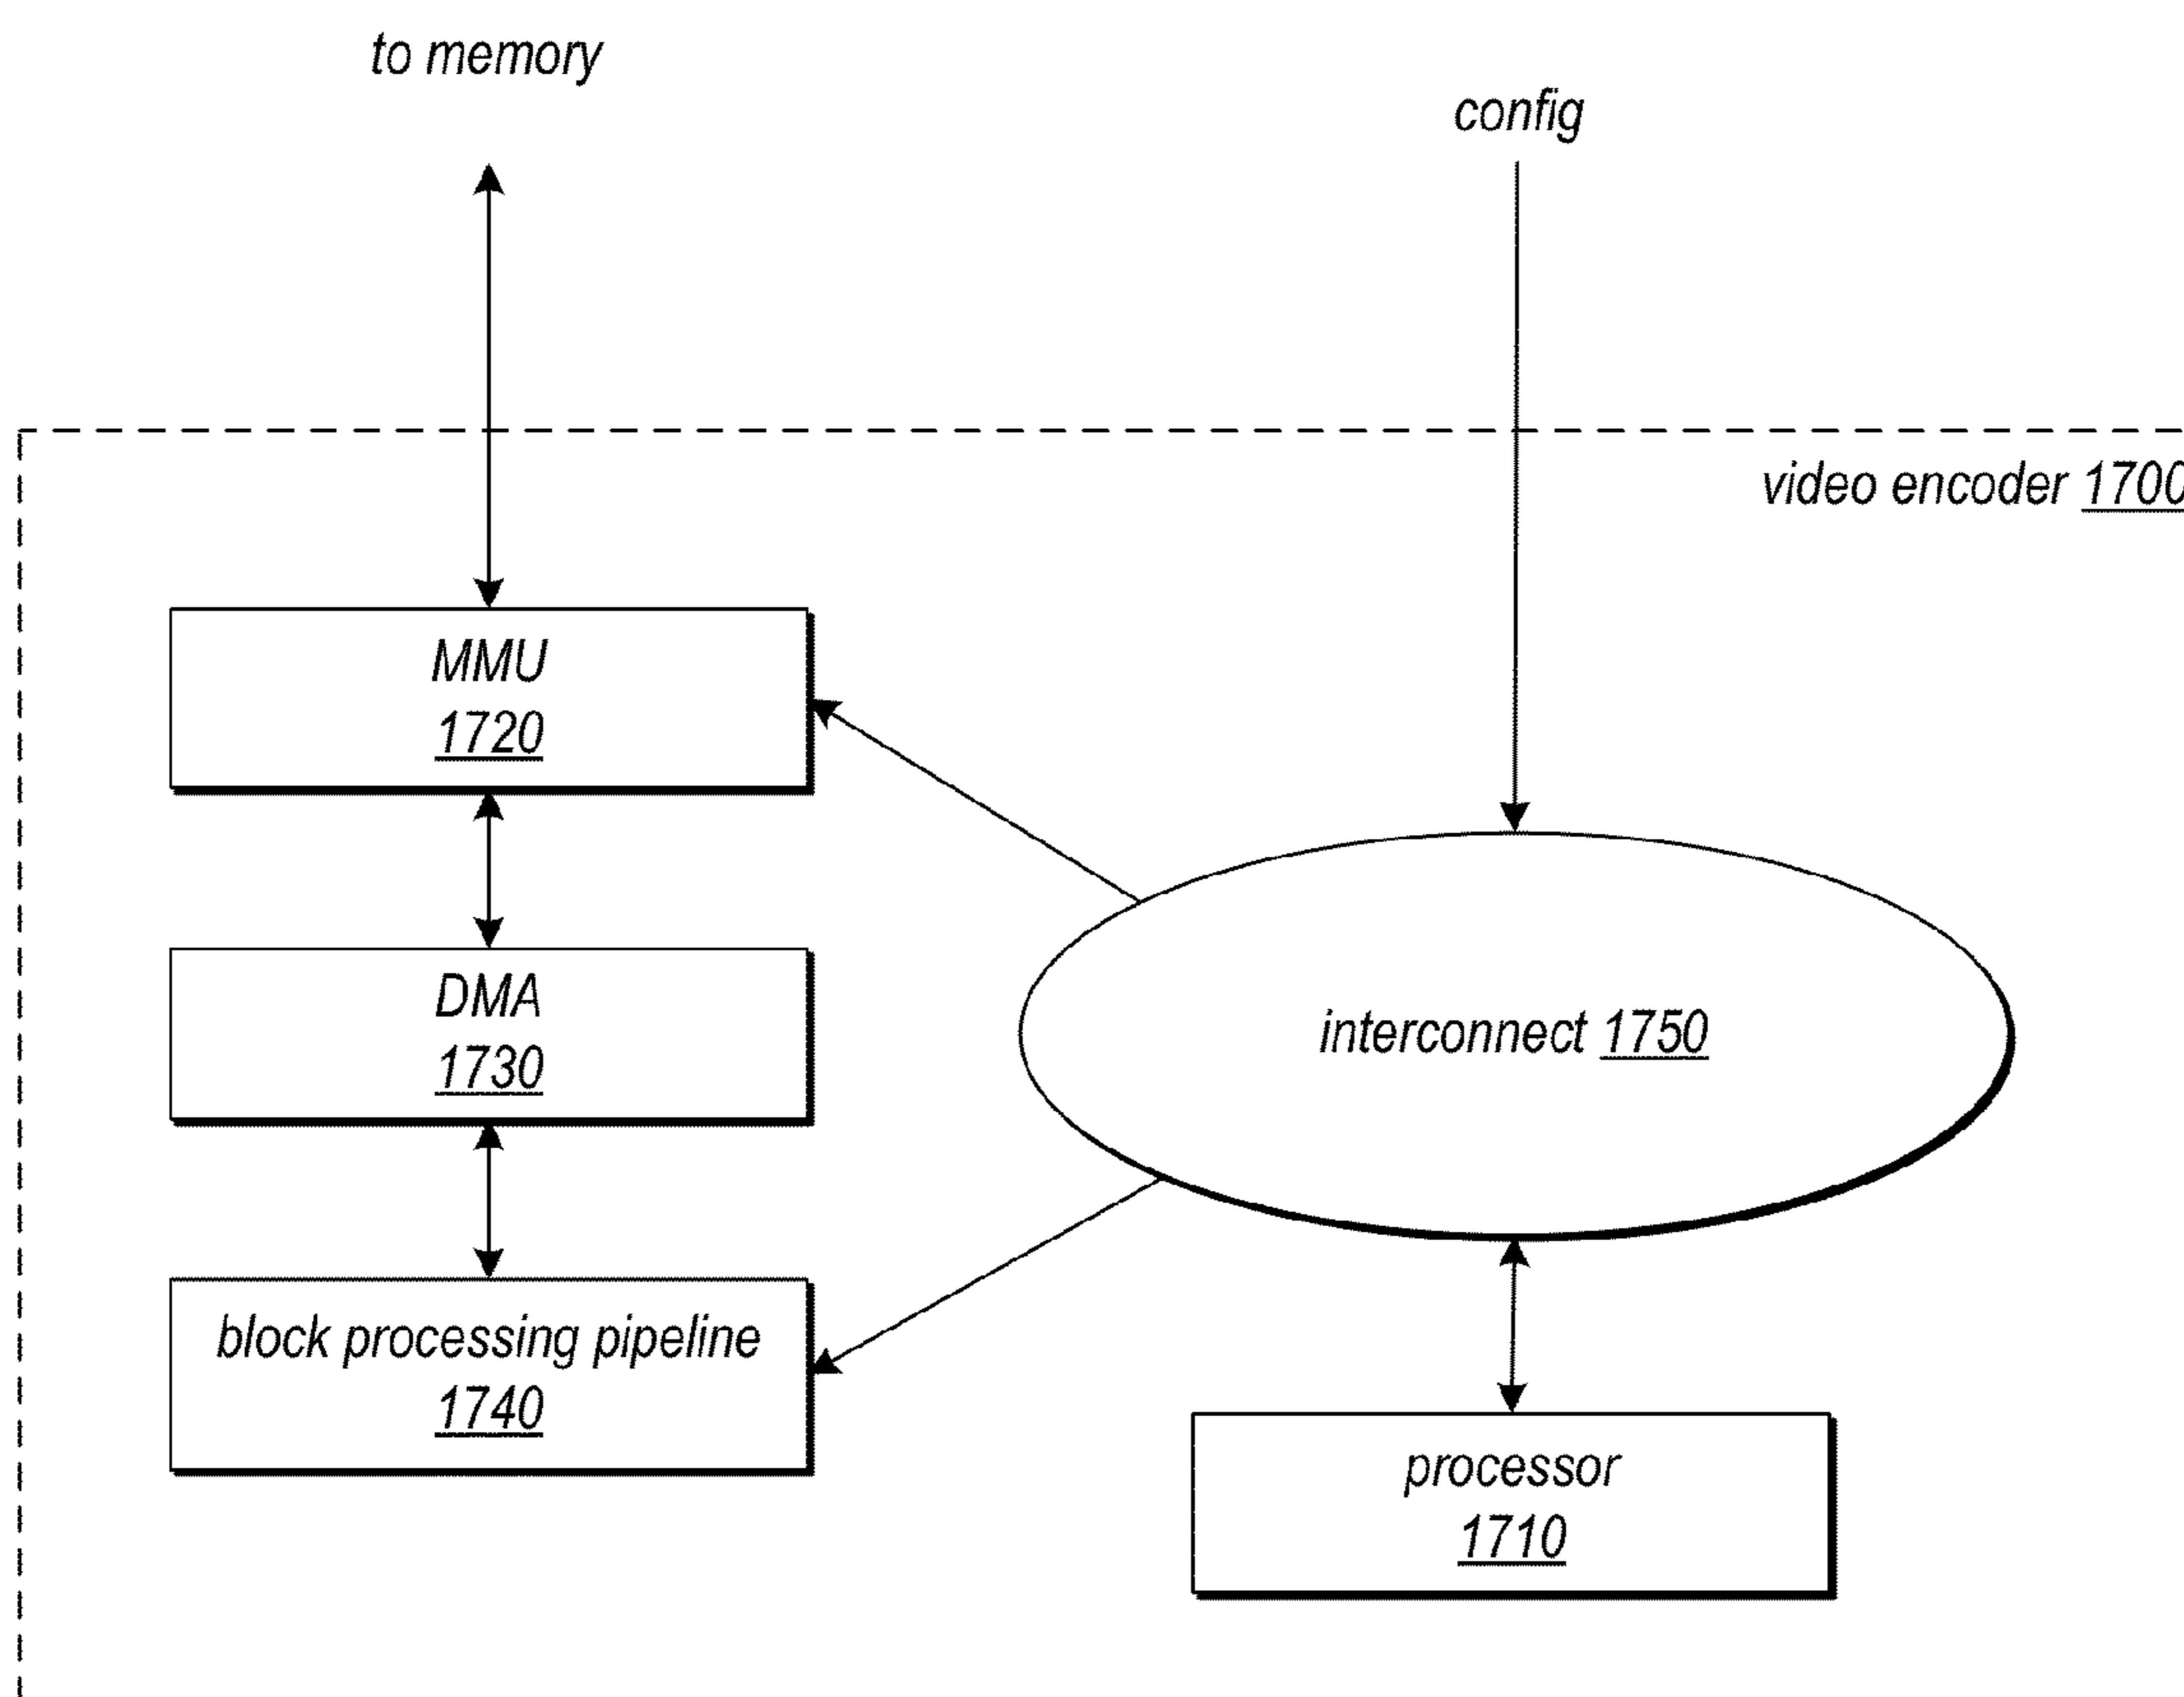 to memory
config
video encoder 1700
MMU
1720
DMA
1730
interconnect 1750
block processing pipeline
1740
processor
1710